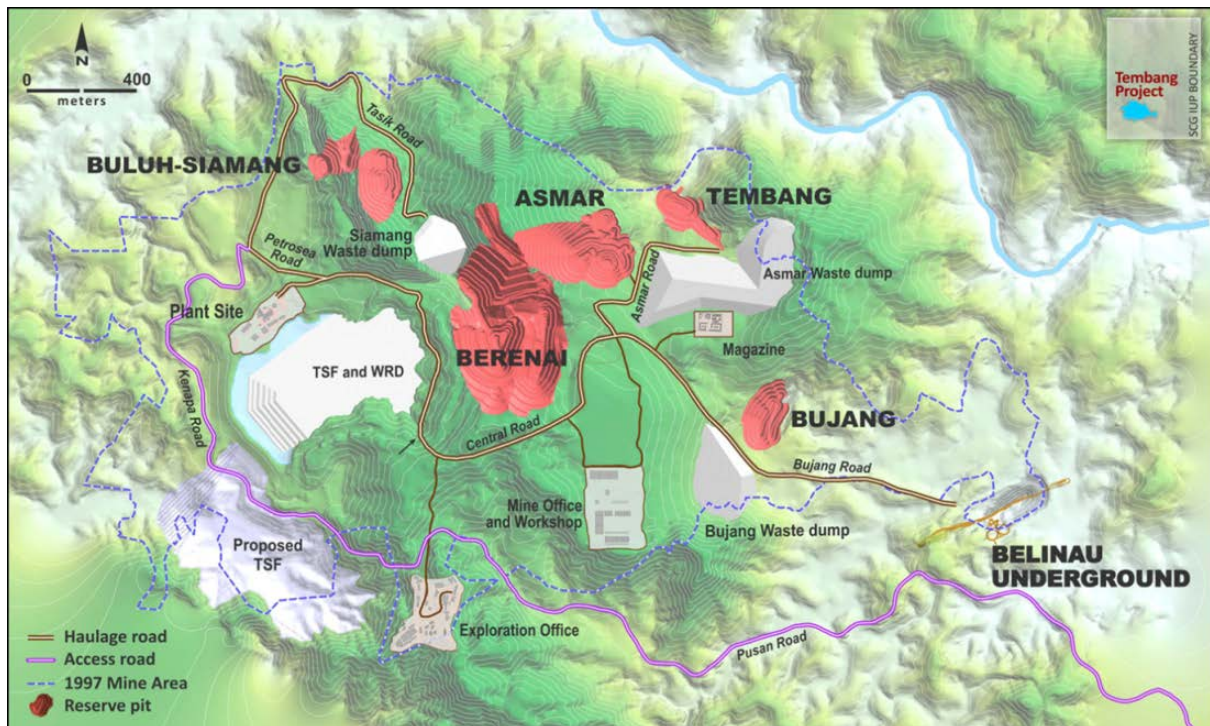 N
0 400
meters
Tembang
Project
SCG IUP BOUNDARY
Tasik Road
BULUH-SIAMANG
ASMAR
TEMBANG
Siamang
Waste dump
Petrosea
Road
Asmar Road
Asmar Waste dump
Plant Site
Magazine
BERENAI
TSF and WRD
Kenapa Road
Central Road
BUJANG
Bujang Road
Mine Office
and Workshop
Bujang Waste dump
Proposed
TSF
BELINAU
UNDERGROUND
Exploration Office
Pusan Road
Haulage road
Access road
1997 Mine Area
Reserve pit